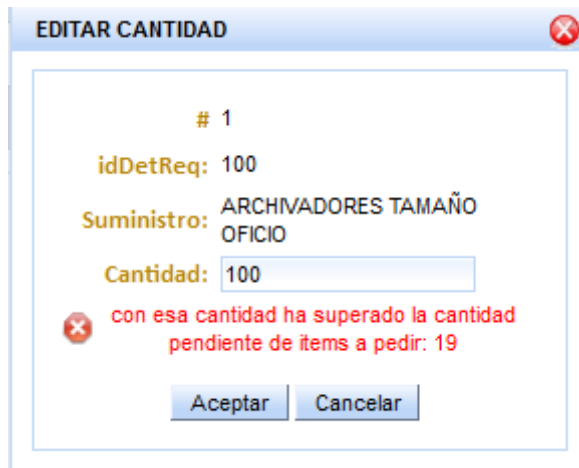 EDITAR CANTIDAD
# 1
idDetReq: 100
Suministro: ARCHIVADORES TAMAÑO
OFICIO
Cantidad: 100
con esa cantidad ha superado la cantidad
pendiente de items a pedir: 19
Aceptar Cancelar